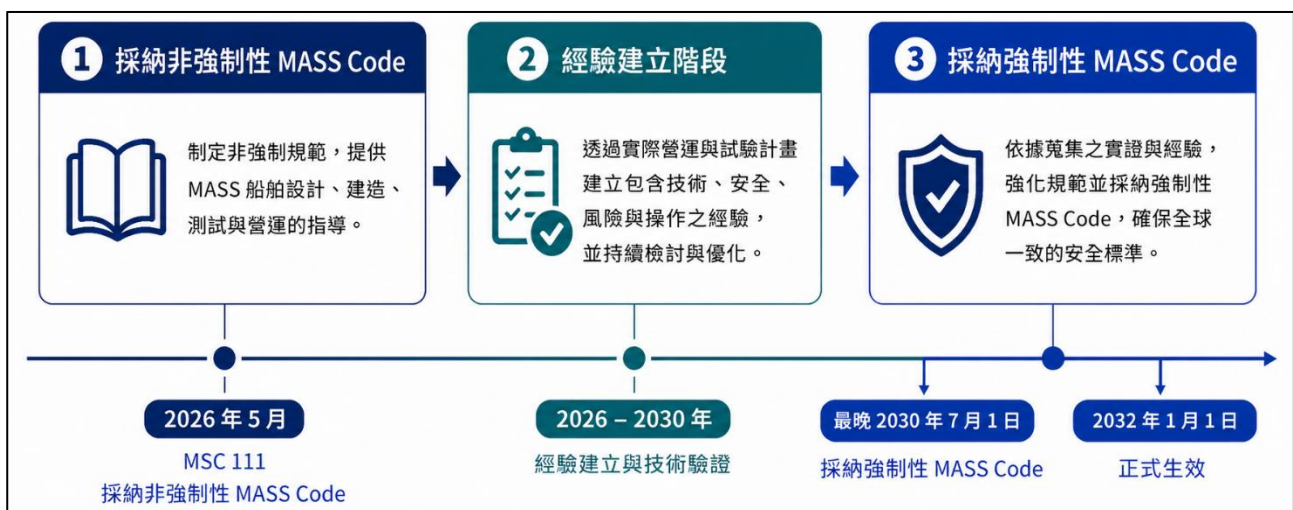 1 採納非強制性 MASS Code
制定非強制規範，提供
MASS 船舶設計、建造、
測試與營運的指導。
2 經驗建立階段
透過實際營運與試驗計畫
建立包含技術、安全、
風險與操作之經驗，
並持續檢討與優化。
3 採納強制性 MASS Code
依據蒐集之實證與經驗，
強化規範並採納強制性
MASS Code，確保全球
一致的安全標準。
2026 年 5 月
MSC 111
採納非強制性 MASS Code
2026 – 2030 年
經驗建立與技術驗證
最晚 2030 年 7 月 1 日
採納強制性 MASS Code
2032 年 1 月 1 日
正式生效